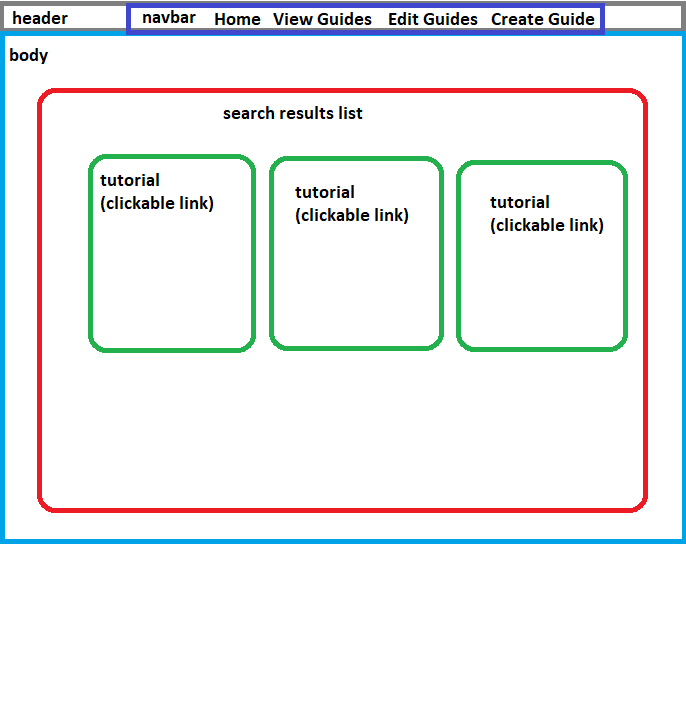 header navbar Home View Guides Edit Guides Create Guide
body
search results list
tutorial
(clickable link)
tutorial
(clickable link)
tutorial
(clickable link)